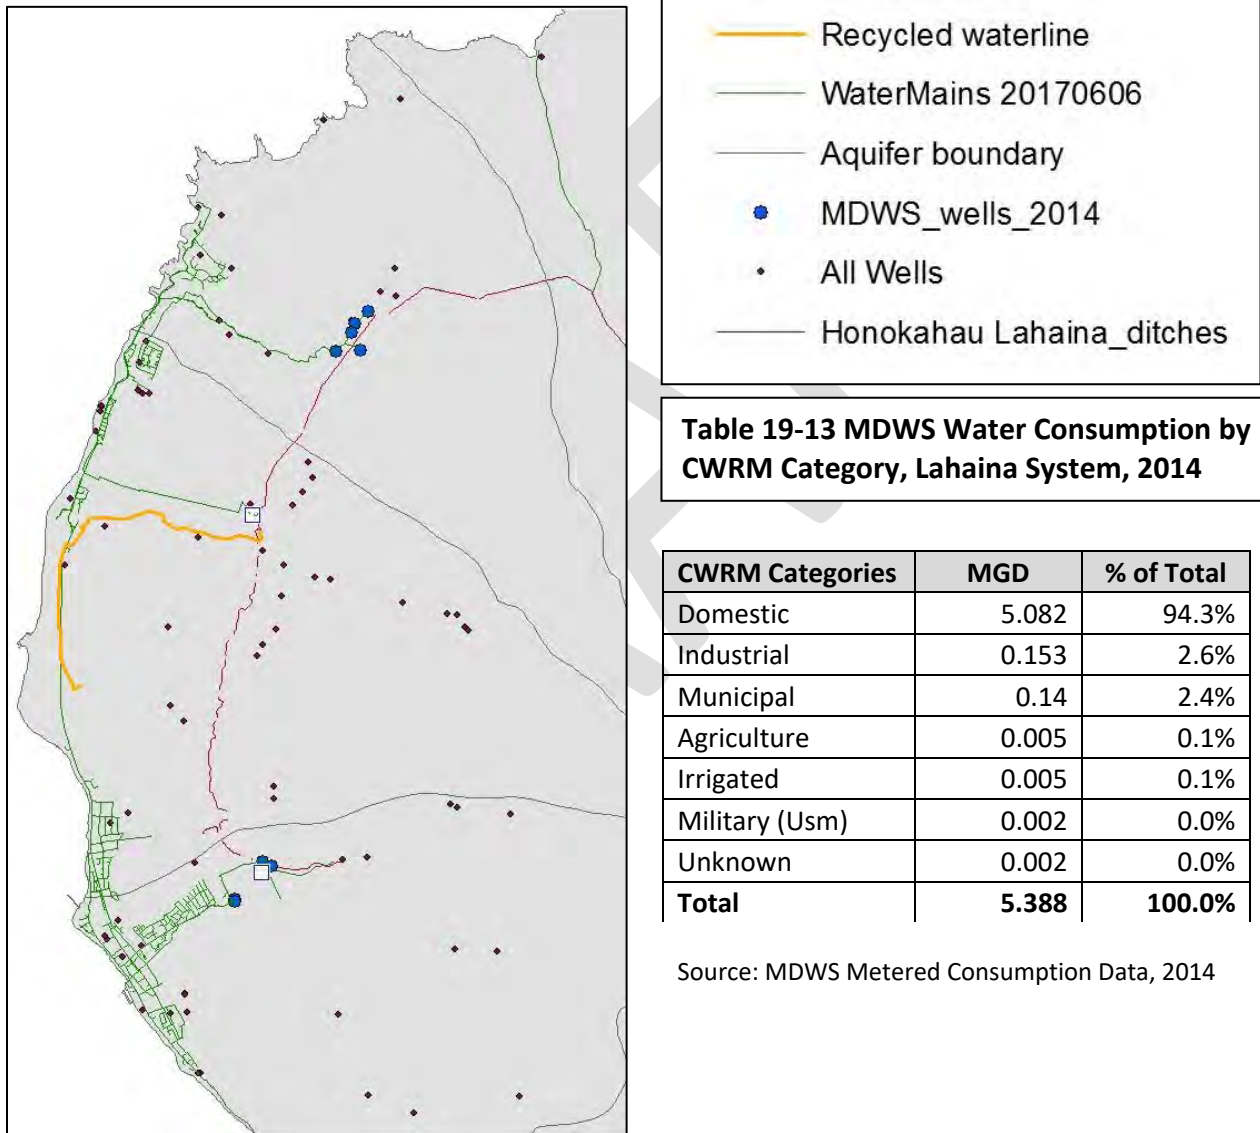 Recycled waterline
WaterMains 20170606
Aquifer boundary
MDWS_wells_2014
All Wells
Honokahau Lahaina_ditches
Table 19-13 MDWS Water Consumption by
CWRM Category, Lahaina System, 2014
CWRM Categories MGD % of Total
Domestic 5.082 94.3%
Industrial 0.153 2.6%
Municipal 0.14 2.4%
Agriculture 0.005 0.1%
Irrigated 0.005 0.1%
Military (Usm) 0.002 0.0%
Unknown 0.002 0.0%
Total 5.388 100.0%
Source: MDWS Metered Consumption Data, 2014